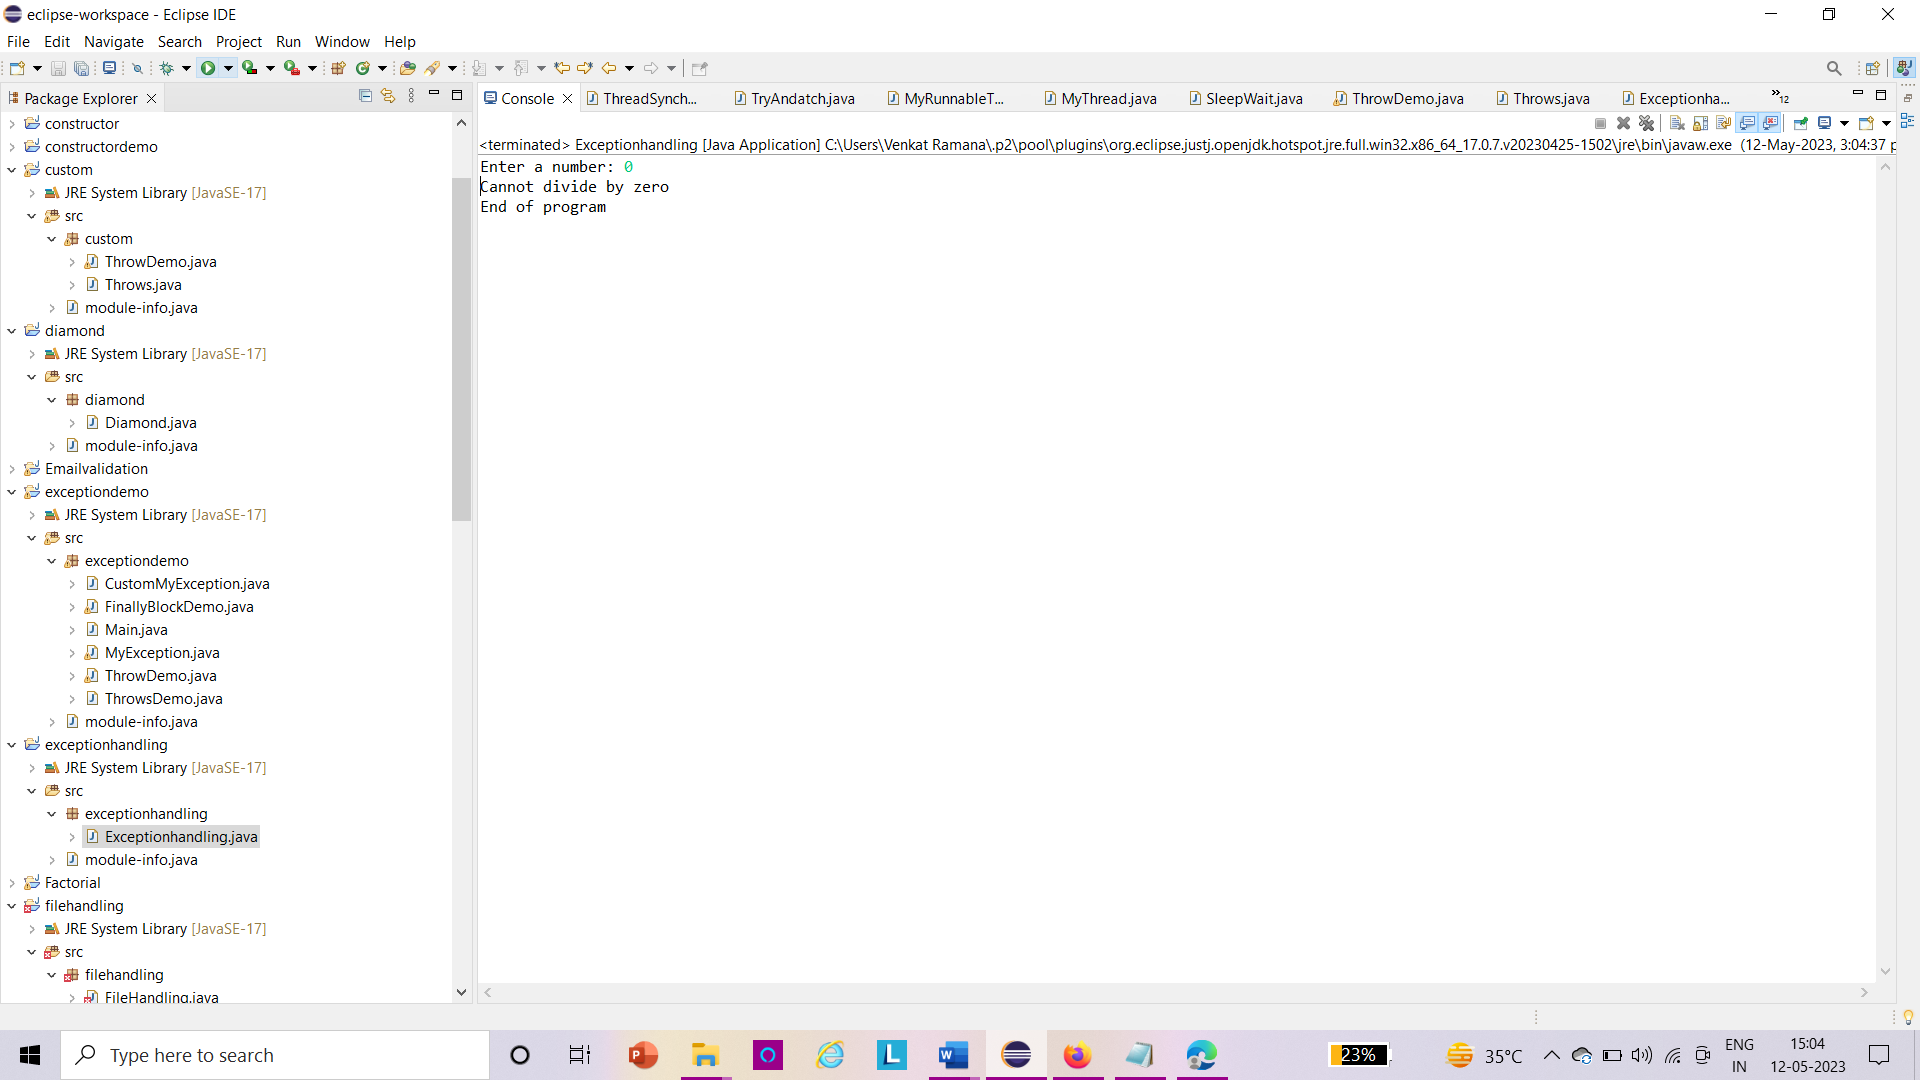 eclipse-workspace - Eclipse IDE
File Edit Navigate Search Project Run Window Help
Package Explorer
constructor
constructordemo
custom
JRE System Library [JavaSE-17]
src
custom
ThrowDemo.java
Throws.java
module-info.java
diamond
JRE System Library [JavaSE-17]
src
diamond
Diamond.java
module-info.java
Emailvalidation
exceptiondemo
JRE System Library [JavaSE-17]
src
exceptiondemo
CustomMyException.java
FinallyBlockDemo.java
Main.java
MyException.java
ThrowDemo.java
ThrowsDemo.java
module-info.java
exceptionhandling
JRE System Library [JavaSE-17]
src
exceptionhandling
Exceptionhandling.java
module-info.java
Factorial
filehandling
JRE System Library [JavaSE-17]
src
filehandling
FileHandling.java
Console ThreadSynch... TryAndatch.java MyRunnableT... MyThread.java SleepWait.java ThrowDemo.java Throws.java Exceptionha... »12
<terminated> Exceptionhandling [Java Application] C:\Users\Venkat Ramana\.p2\pool\plugins\org.eclipse.justj.openjdk.hotspot.jre.full.win32.x86_64_17.0.7.v20230425-1502\jre\bin\javaw.exe (12-May-2023, 3:04:37 p
Enter a number: 0
Cannot divide by zero
End of program
Type here to search
23%
35°C
ENG
IN
15:04
12-05-2023